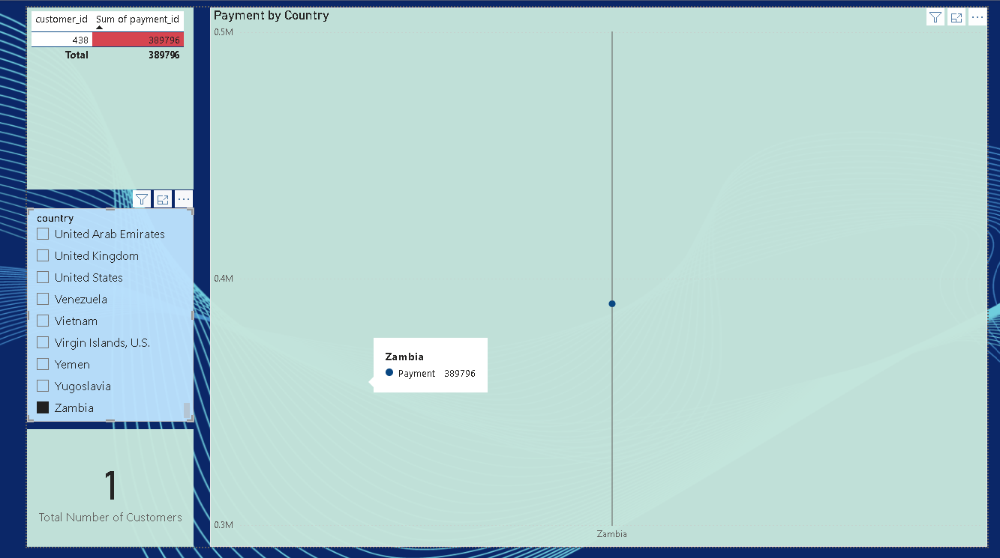 customer_id Sum of payment_id
438 389796
Total 389796
country
United Arab Emirates
United Kingdom
United States
Venezuela
Vietnam
Virgin Islands, U.S.
Yemen
Yugoslavia
Zambia
1
Total Number of Customers
Payment by Country
0.5M
0.4M
0.3M
Zambia
Payment 389796
Zambia